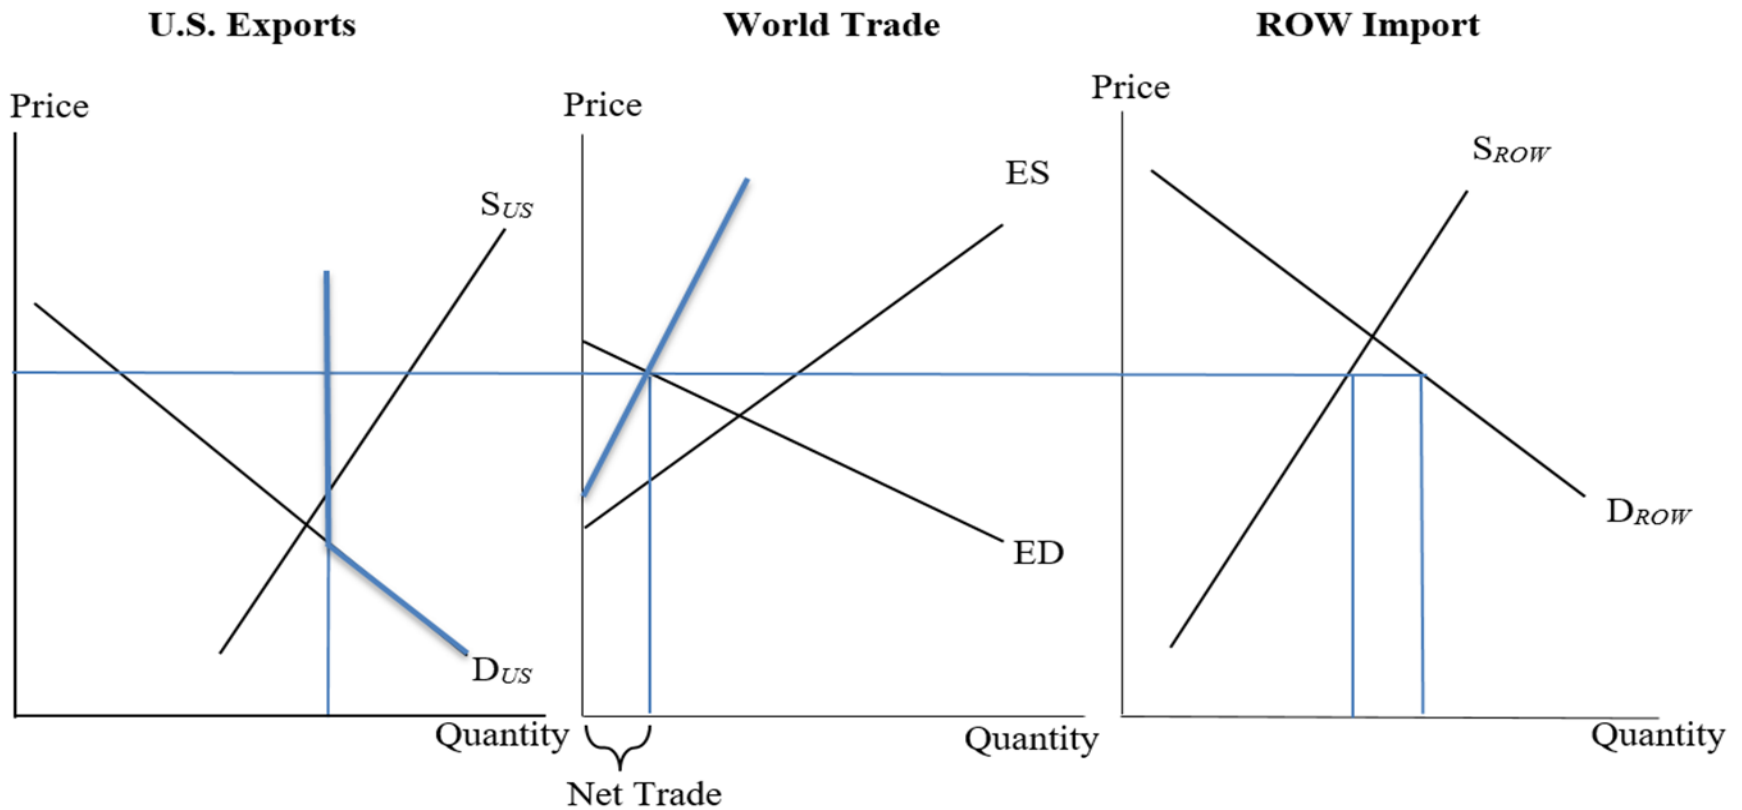 U.S. Exports
World Trade
ROW Import
Price
Price
Price
SUS
ES
SROW
DUS
ED
DROW
Quantity
Quantity
Quantity
Net Trade